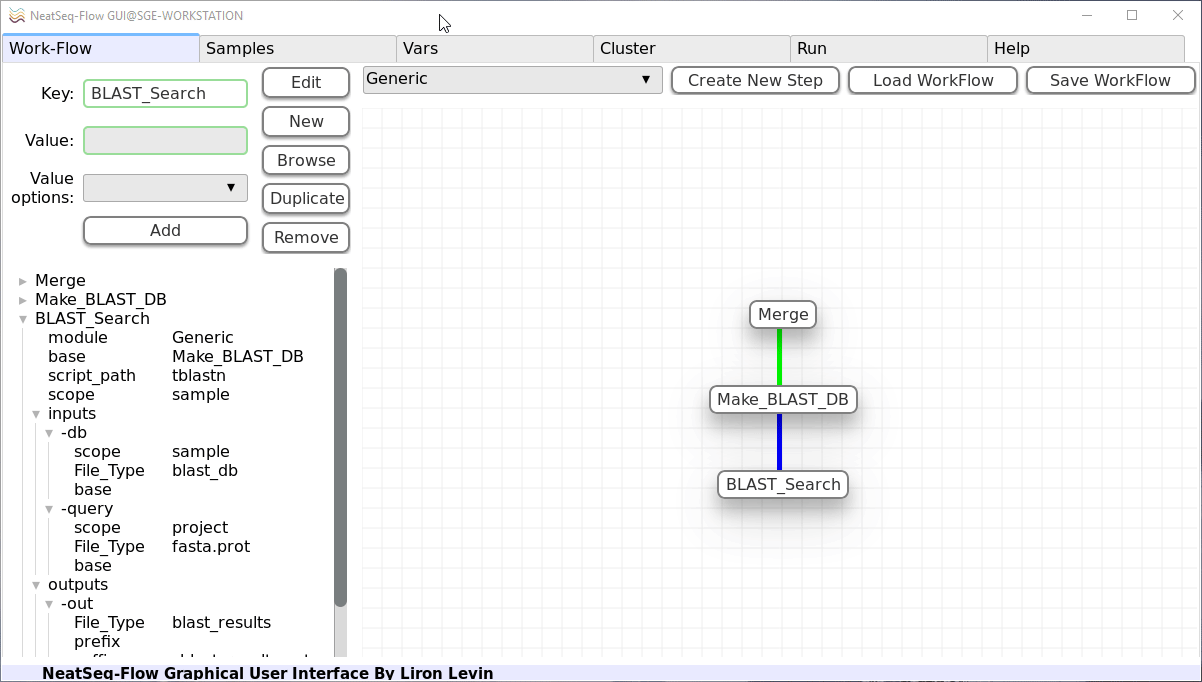 NeatSeq-Flow GUI@SGE-WORKSTATION
Work-Flow Samples Vars Cluster Run Help
Key: BLAST_Search Edit
Value: New
Value options: Browse
Duplicate
Add Remove
Generic Create New Step Load WorkFlow Save WorkFlow
Merge
Make_BLAST_DB
BLAST_Search
module Generic
base Make_BLAST_DB
script_path tblastn
scope sample
inputs
-db
scope sample
File_Type blast_db
base
-query
scope project
File_Type fasta.prot
base
outputs
-out
File_Type blast_results
prefix
Merge
Make_BLAST_DB
BLAST_Search
NeatSeq-Flow Graphical User Interface By Liron Levin